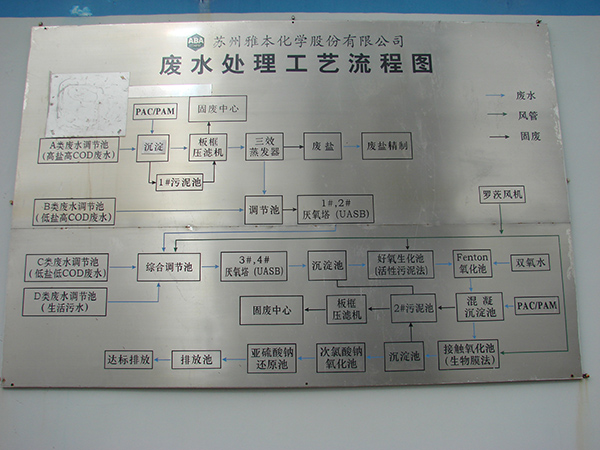 ABA
苏州雅本化学股份有限公司
废水处理工艺流程图
废水
风管
固废
PAC/PAM
固废中心
A类废水调节池
(高盐高COD废水)
沉淀
板框
压滤机
三效
蒸发器
废盐
废盐精制
1#污泥池
B类废水调节池
(低盐高COD废水)
调节池
1#,2#
厌氧塔 (UASB)
罗茨风机
C类废水调节池
(低盐低COD废水)
综合调节池
3#,4#
厌氧塔 (UASB)
沉淀池
好氧生化池
(活性污泥法)
Fenton
氧化池
双氧水
D类废水调节池
(生活污水)
固废中心
板框
压滤机
2#污泥池
混凝
沉淀池
PAC/PAM
达标排放
排放池
亚硫酸钠
还原池
次氯酸钠
氧化池
沉淀池
接触氧化池
(生物膜法)